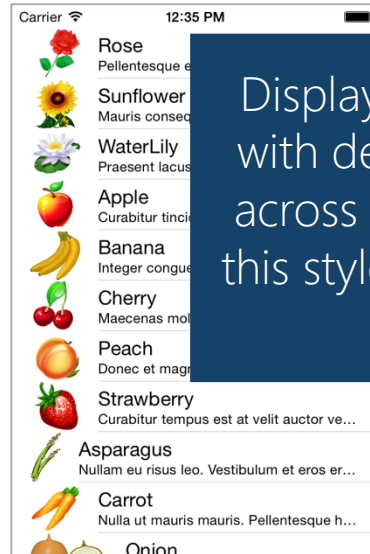 Carrier 12:35 PM
Rose
Pellentesque e
Sunflower
Mauris conseq
WaterLily
Praesent lacus
Apple
Curabitur tinci
Banana
Integer congue
Cherry
Maecenas mol
Peach
Donec et magr
Strawberry
Curabitur tempus est at velit auctor ve…
Asparagus
Nullam eu risus leo. Vestibulum et eros er…
Carrot
Nulla ut mauris mauris. Pellentesque h…
Onion
Display
with de
across
this style